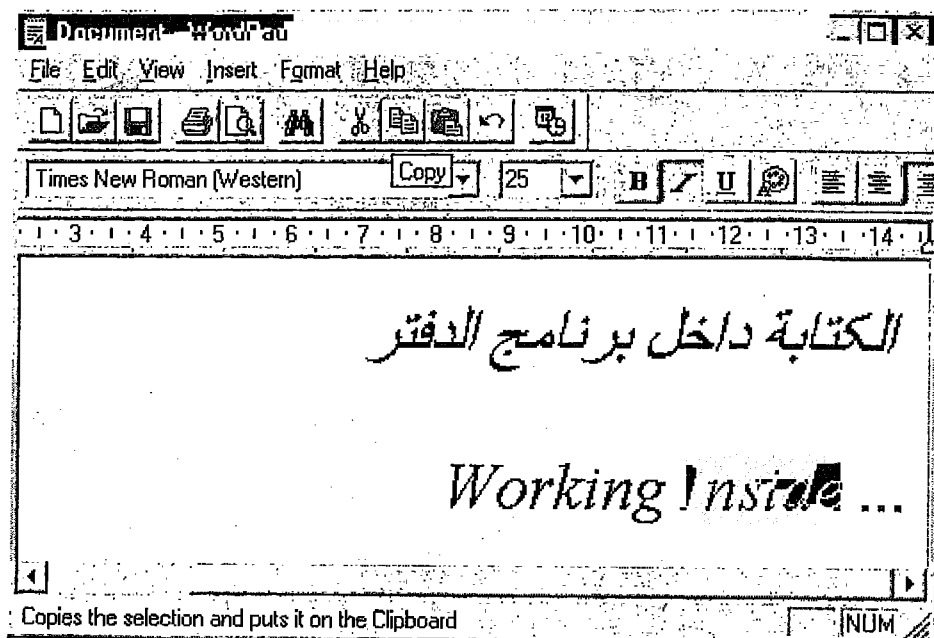 Document - WordPad
File Edit View Insert Format Help
Times New Roman (Western) Copy 25 B I U
3 4 5 6 7 8 9 10 11 12 13 14
الكتابة داخل برنامج الدفتر
Working Inside ...
Copies the selection and puts it on the Clipboard NUM